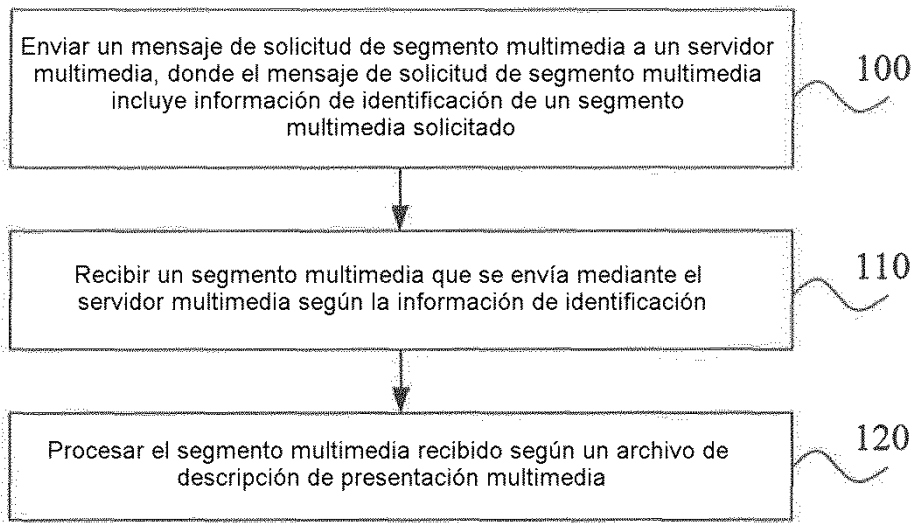 Enviar un mensaje de solicitud de segmento multimedia a un servidor
multimedia, donde el mensaje de solicitud de segmento multimedia
incluye información de identificación de un segmento
multimedia solicitado
100
Recibir un segmento multimedia que se envía mediante el
servidor multimedia según la información de identificación
110
Procesar el segmento multimedia recibido según un archivo de
descripción de presentación multimedia
120